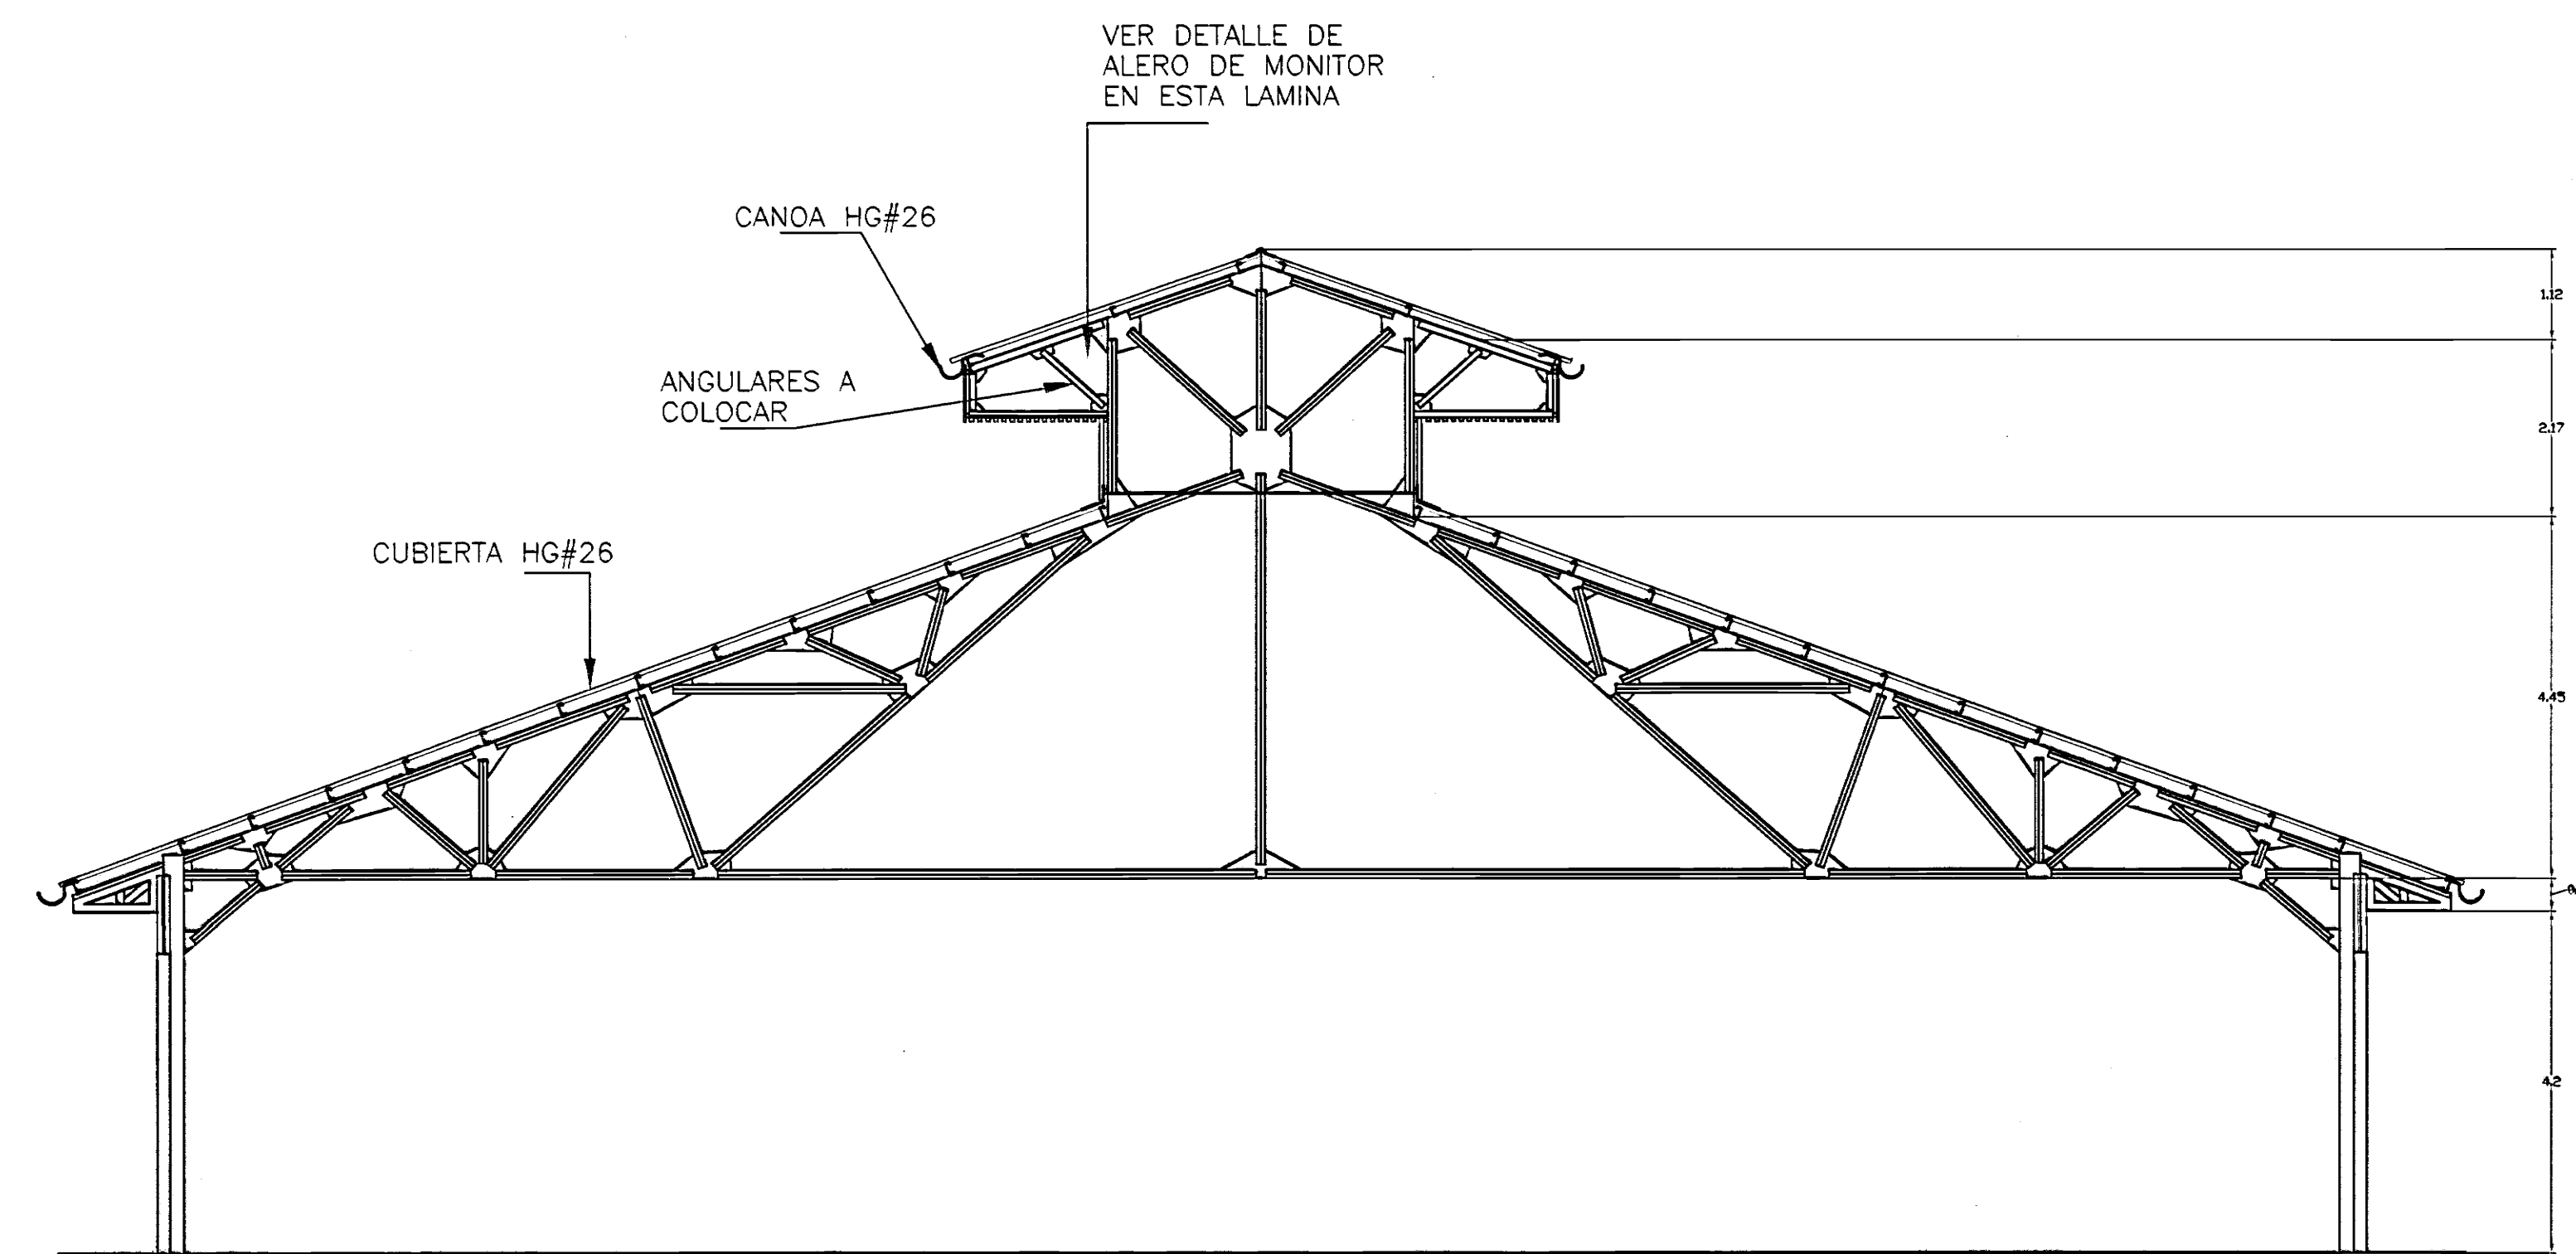 VER DETALLE DE
ALERO DE MONITOR
EN ESTA LAMINA
CANOA HG#26
1.12
ANGULARES A
COLOCAR
2.17
CUBIERTA HG#26
4.45
4.2